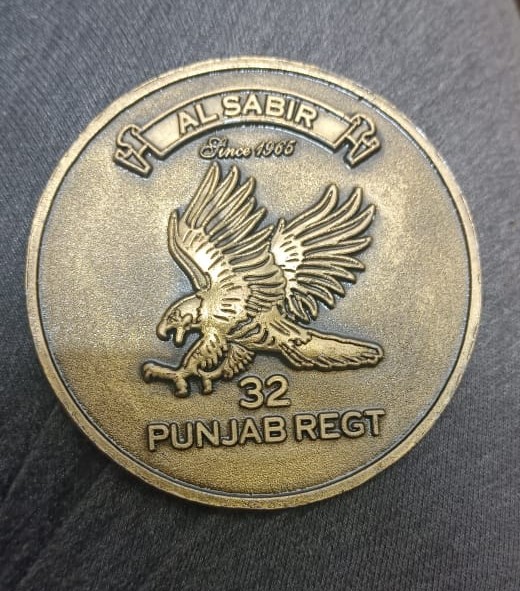 AL SABIR
Since 1965
32
PUNJAB REGT